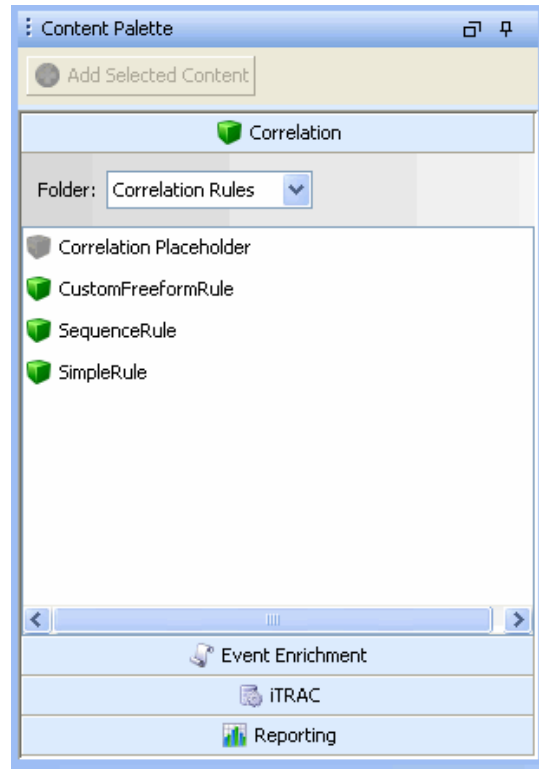 Content Palette
Add Selected Content
Correlation
Folder: Correlation Rules
Correlation Placeholder
CustomFreeformRule
SequenceRule
SimpleRule
Event Enrichment
iTRAC
Reporting